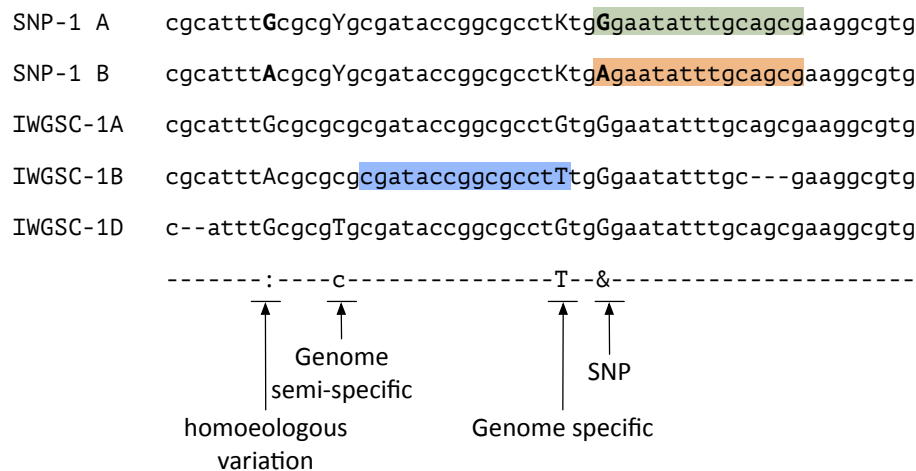 SNP-1 A cgcatttGcgcgYgcgataccggcgcctKtgGgaatatttgcagcgaaggcgtg
SNP-1 B cgcatttAcgcgYgcgataccggcgcctKtgAgaatatttgcagcgaaggcgtg
IWGSC-1A cgcatttGcgcgcgcgataccggcgcctGtgGgaatatttgcagcgaaggcgtg
IWGSC-1B cgcatttAcgcgcgcgataccggcgcctTtgGgaatatttgc---gaaggcgtg
IWGSC-1D c--atttGcgcgTgcgataccggcgcctGtgGgaatatttgcagcgaaggcgtg
-------:----c---------------T--&----------------------
Genome
semi-specific
SNP
homoeologous
variation
Genome specific